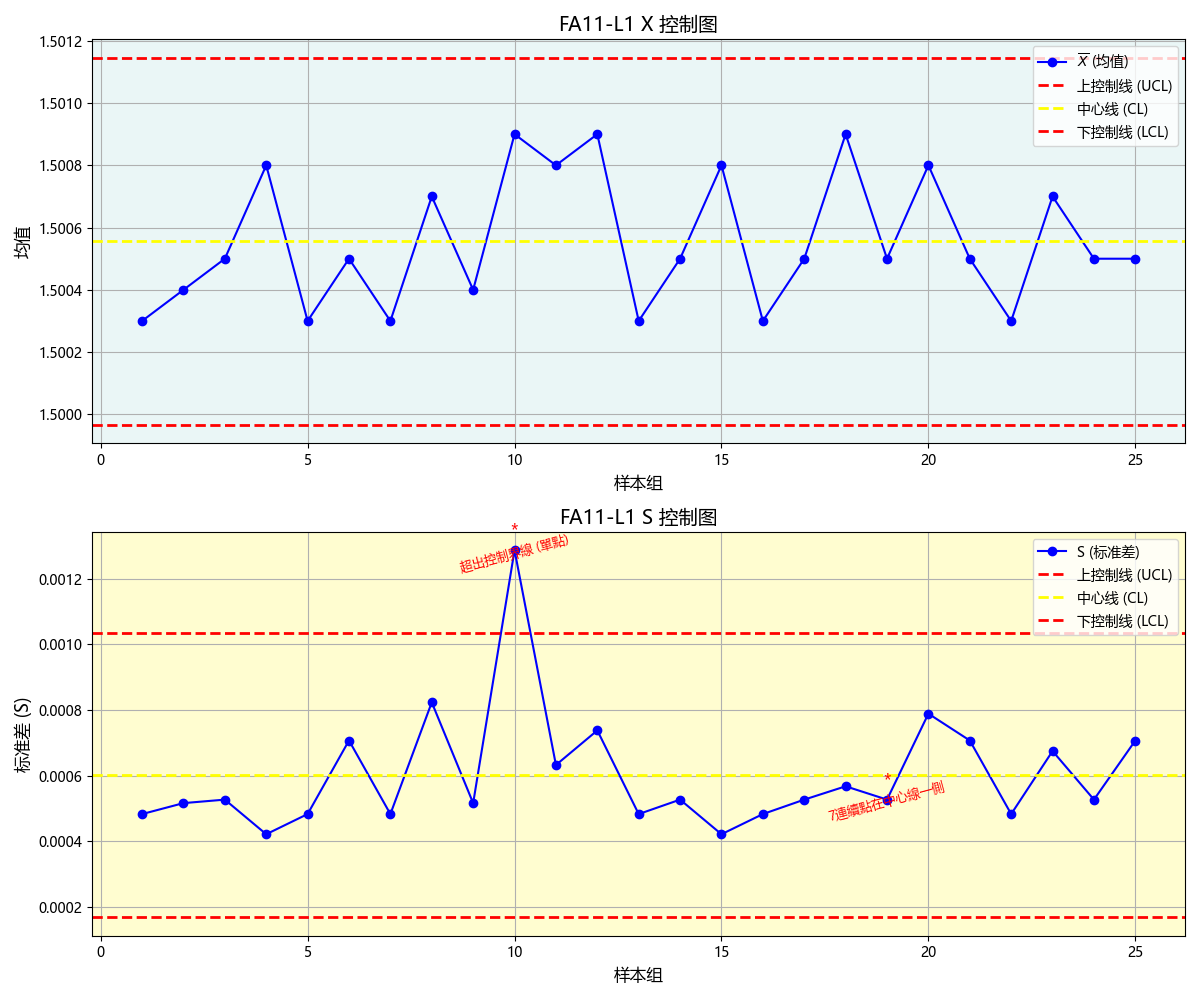 FA11-L1 X 控制图
均值
1.5012
1.5010
1.5008
1.5006
1.5004
1.5002
1.5000
X (均值)
上控制线 (UCL)
中心线 (CL)
下控制线 (LCL)
0
5
10
15
20
25
样本组
FA11-L1 S 控制图
标准差 (S)
0.0012
0.0010
0.0008
0.0006
0.0004
0.0002
*
超出控制界線 (單點)
S (标准差)
上控制线 (UCL)
中心线 (CL)
下控制线 (LCL)
*
7連續點在中心線一側
0
5
10
15
20
25
样本组